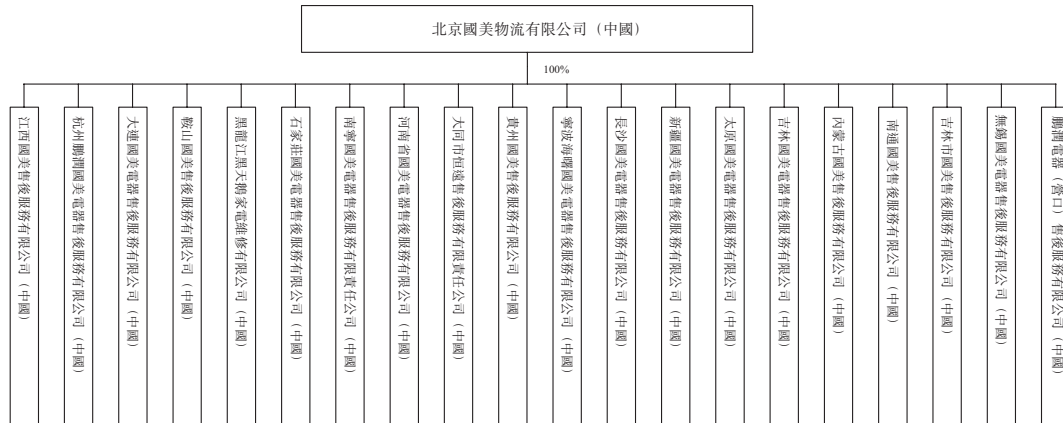 北京國美物流有限公司（中國）
100%
江西國美售後服務有限公司（中國）
杭州鵬潤國美電器售後服務有限公司（中國）
大連國美電器售後服務有限公司（中國）
鞍山國美售後服務有限公司（中國）
黑龍江黑天鵝家電維修有限公司（中國）
石家莊國美電器售後服務有限公司（中國）
南寧國美電器售後服務有限責任公司（中國）
河南省國美電器售後服務有限公司（中國）
大同市恒遠售後服務有限責任公司（中國）
貴州國美售後服務有限公司（中國）
寧波海曙國美電器售後服務有限公司（中國）
長沙國美電器售後服務有限公司（中國）
新疆國美電器售後服務有限公司（中國）
太原國美電器售後服務有限公司（中國）
吉林國美電器售後服務有限公司（中國）
內蒙古國美售後服務有限公司（中國）
南通國美售後服務有限公司（中國）
吉林市國美售後服務有限公司（中國）
無錫國美電器售後服務有限公司（中國）
鵬潤電器（營口）售後服務有限公司（中國）